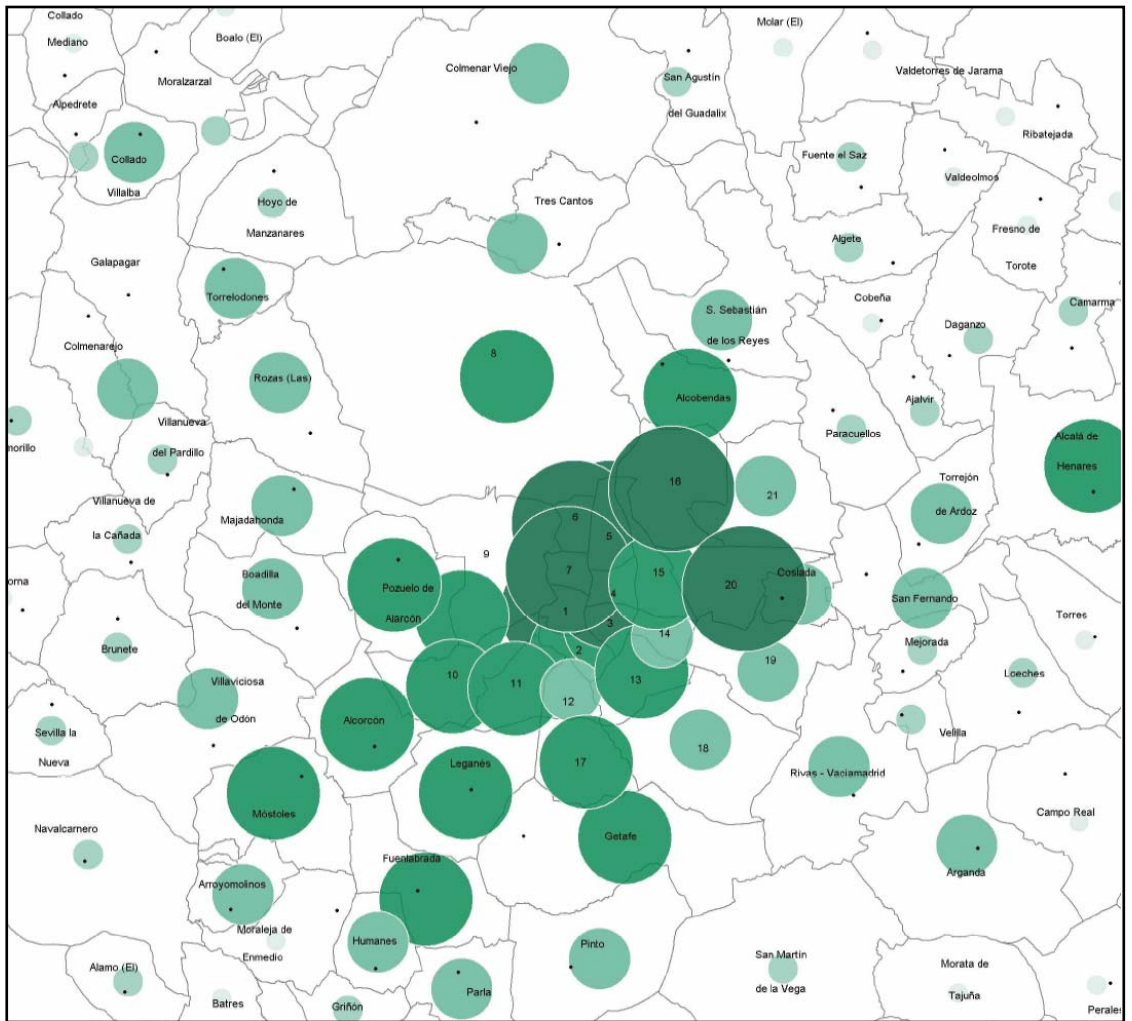 Collado
Mediano
Boalo (El)
Moralzarzal
Molar (El)
Colmenar Viejo
San Agustín
del Guadalix
Valdetorres de Jarama
Alpedrete
Ribatejada
Collado
Villalba
Fuente el Saz
Valdeolmos
Hoyo de
Manzanares
Tres Cantos
Fresno de
Torote
Galapagar
Algete
Torrelodones
Cobeña
Camarma
S. Sebastián
de los Reyes
Daganzo
Colmenarejo
8
Rozas (Las)
Alcobendas
Ajalvir
Villanueva
del Pardillo
morillo
Paracuellos
Alcalá de
Henares
16
Torrejón
de Ardoz
21
Villanueva de
la Cañada
Majadahonda
6
5
9
7
15
20
Coslada
Boadilla
del Monte
Pozuelo de
Alarcón
orna
4
San Fernando
1
3
Torres
14
Brunete
2
Mejorada
19
Loeches
10
11
13
12
Villaviciosa
de Odón
Alcorcón
Sevilla la
Nueva
Velilla
18
Leganés
17
Rivas - Vaciamadrid
Móstoles
Campo Real
Navalcarnero
Getafe
Fuenlabrada
Arganda
Arroyomolinos
Moraleja de
Enmedio
Humanes
Pinto
San Martín
de la Vega
Morata de
Tajuña
Alamo (El)
Batres
Griñón
Parla
Perales